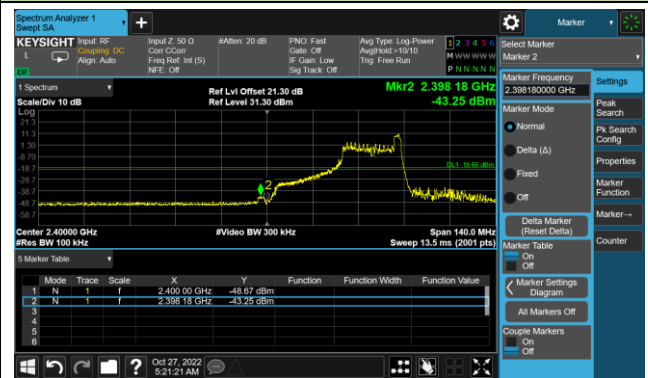 Spectrum Analyzer 1
Swept SA
Marker
KEYSIGHT
L
LXI
Input: RF
Coupling: DC
Align: Auto
Input Z: 50 Ω
Corr CCorr
Freq Ref: Int (S)
NFE: Off
#Atten: 20 dB
PNO: Fast
Gate: Off
IF Gain: Low
Sig Track: Off
Avg Type: Log-Power
Avg|Hold:>10/10
Trig: Free Run
1 2 3 4 5 6
M W W W W W
P N N N N N
Select Marker
Marker 2
1 Spectrum
Scale/Div 10 dB
Log
Ref Lvl Offset 21.30 dB
Ref Level 31.30 dBm
Mkr2 2.398 18 GHz
-43.25 dBm
21.3
11.3
1.30
-8.70
-18.7
-28.7
-38.7
-48.7
-58.7
DL1 -19.66 dBm
2
Center 2.40000 GHz
#Res BW 100 kHz
#Video BW 300 kHz
Span 140.0 MHz
Sweep 13.5 ms (2001 pts)
5 Marker Table
Mode Trace Scale X Y Function Function Width Function Value
1 N 1 f 2.400 00 GHz -48.67 dBm
2 N 1 f 2.398 18 GHz -43.25 dBm
3
4
5
6
Marker Frequency
2.398180000 GHz
Marker Mode
Normal
Delta (Δ)
Fixed
Off
Delta Marker
(Reset Delta)
Marker Table
On
Off
Marker Settings
Diagram
All Markers Off
Couple Markers
On
Off
Settings
Peak
Search
Pk Search
Config
Properties
Marker
Function
Marker→
Counter
?
Oct 27, 2022
5:21:21 AM